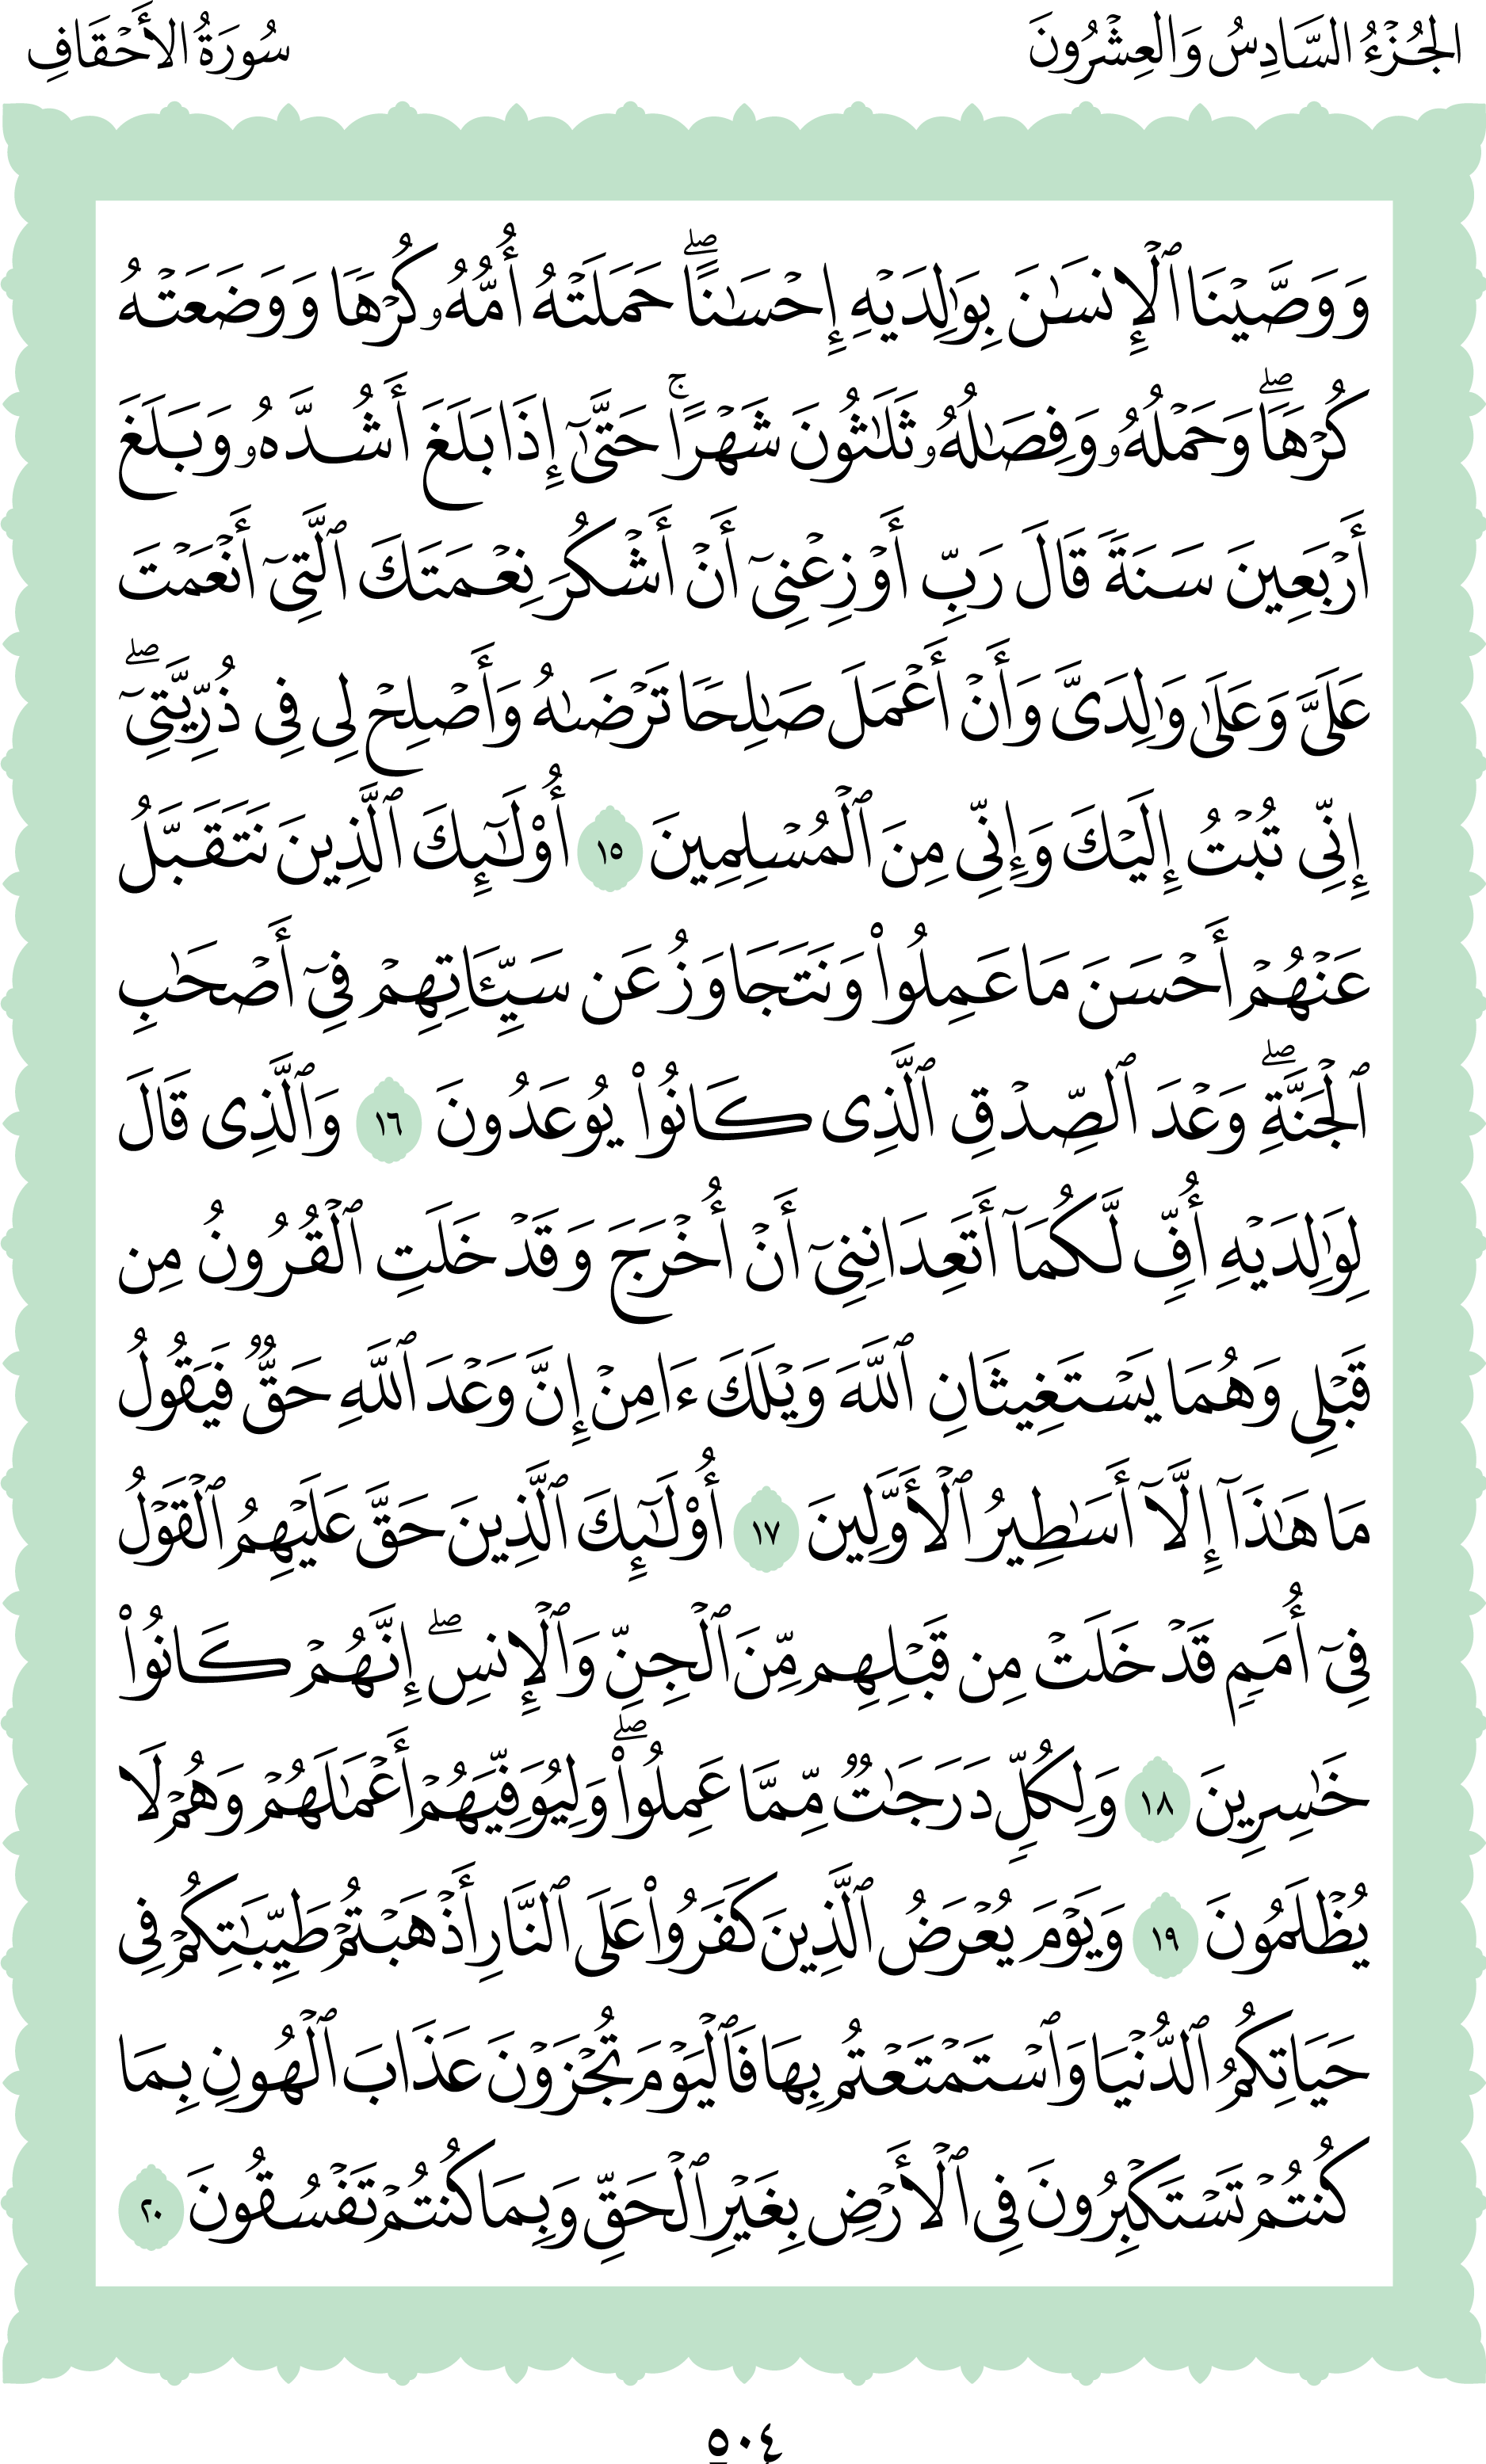 الجُزْءُ السَّادِسُ وَالعِشْرُونَ
سُورَةُ الأَحْقَافِ
وَوَصَّيْنَا ٱلْإِنسَٰنَ بِوَٰلِدَيْهِ إِحْسَٰنًاۖ حَمَلَتْهُ أُمُّهُۥ كُرْهًا وَوَضَعَتْهُ
كُرْهًاۖ وَحَمْلُهُۥ وَفِصَٰلُهُۥ ثَلَٰثُونَ شَهْرًاۚ حَتَّىٰٓ إِذَا بَلَغَ أَشُدَّهُۥ وَبَلَغَ
أَرْبَعِينَ سَنَةً قَالَ رَبِّ أَوْزِعْنِىٓ أَنْ أَشْكُرَ نِعْمَتَكَ ٱلَّتِىٓ أَنْعَمْتَ
عَلَىَّ وَعَلَىٰ وَٰلِدَىَّ وَأَنْ أَعْمَلَ صَٰلِحًا تَرْضَىٰهُ وَأَصْلِحْ لِى فِى ذُرِّيَّتِىٓۖ
إِنِّى تُبْتُ إِلَيْكَ وَإِنِّى مِنَ ٱلْمُسْلِمِينَ ١٥ أُو۟لَٰٓئِكَ ٱلَّذِينَ نَتَقَبَّلُ
عَنْهُمْ أَحْسَنَ مَا عَمِلُوا۟ وَنَتَجَاوَزُ عَن سَيِّـَٔاتِهِمْ فِىٓ أَصْحَٰبِ
ٱلْجَنَّةِۖ وَعْدَ ٱلصِّدْقِ ٱلَّذِى كَانُوا۟ يُوعَدُونَ ١٦ وَٱلَّذِى قَالَ
لِوَٰلِدَيْهِ أُفٍّ لَّكُمَآ أَتَعِدَانِنِىٓ أَنْ أُخْرَجَ وَقَدْ خَلَتِ ٱلْقُرُونُ مِن
قَبْلِى وَهُمَا يَسْتَغِيثَانِ ٱللَّهَ وَيْلَكَ ءَامِنْ إِنَّ وَعْدَ ٱللَّهِ حَقٌّ فَيَقُولُ
مَا هَٰذَآ إِلَّآ أَسَٰطِيرُ ٱلْأَوَّلِينَ ١٧ أُو۟لَٰٓئِكَ ٱلَّذِينَ حَقَّ عَلَيْهِمُ ٱلْقَوْلُ
فِىٓ أُمَمٍ قَدْ خَلَتْ مِن قَبْلِهِم مِّنَ ٱلْجِنِّ وَٱلْإِنسِۖ إِنَّهُمْ كَانُوا۟
خَٰسِرِينَ ١٨ وَلِكُلٍّ دَرَجَٰتٌ مِّمَّا عَمِلُوا۟ۖ وَلِيُوَفِّيَهُمْ أَعْمَٰلَهُمْ وَهُمْ لَا
يُظْلَمُونَ ١٩ وَيَوْمَ يُعْرَضُ ٱلَّذِينَ كَفَرُوا۟ عَلَى ٱلنَّارِ أَذْهَبْتُمْ طَيِّبَٰتِكُمْ فِى
حَيَاتِكُمُ ٱلدُّنْيَا وَٱسْتَمْتَعْتُم بِهَا فَٱلْيَوْمَ تُجْزَوْنَ عَذَابَ ٱلْهُونِ بِمَا
كُنتُمْ تَسْتَكْبِرُونَ فِى ٱلْأَرْضِ بِغَيْرِ ٱلْحَقِّ وَبِمَا كُنتُمْ تَفْسُقُونَ ٢٠
٥٠٤